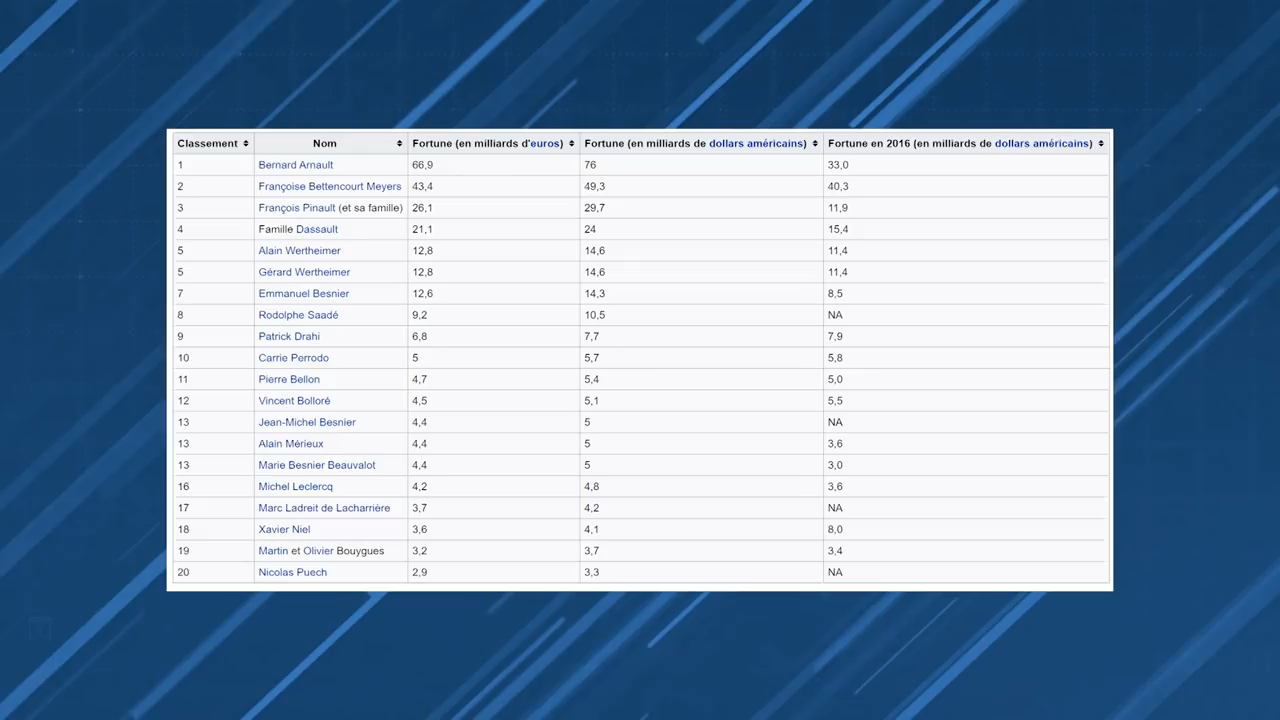 Classement Nom Fortune (en milliards d'euros) Fortune (en milliards de dollars américains) Fortune en 2016 (en milliards de dollars américains)
1 Bernard Arnault 66,9 76 33,0
2 Françoise Bettencourt Meyers 43,4 49,3 40,3
3 François Pinault (et sa famille) 26,1 29,7 11,9
4 Famille Dassault 21,1 24 15,4
5 Alain Wertheimer 12,8 14,6 11,4
5 Gérard Wertheimer 12,8 14,6 11,4
7 Emmanuel Besnier 12,6 14,3 8,5
8 Rodolphe Saadé 9,2 10,5 NA
9 Patrick Drahi 6,8 7,7 7,9
10 Carrie Perrodo 5 5,7 5,8
11 Pierre Bellon 4,7 5,4 5,0
12 Vincent Bolloré 4,5 5,1 5,5
13 Jean-Michel Besnier 4,4 5 NA
13 Alain Mérieux 4,4 5 3,6
13 Marie Besnier Beauvalot 4,4 5 3,0
16 Michel Leclercq 4,2 4,8 3,6
17 Marc Ladreit de Lacharrière 3,7 4,2 NA
18 Xavier Niel 3,6 4,1 8,0
19 Martin et Olivier Bouygues 3,2 3,7 3,4
20 Nicolas Puech 2,9 3,3 NA